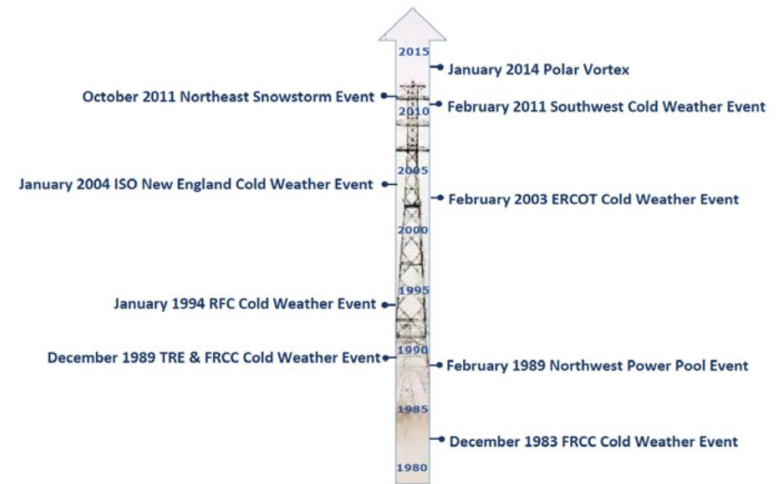 2015
January 2014 Polar Vortex
October 2011 Northeast Snowstorm Event
February 2011 Southwest Cold Weather Event
2010
2005
January 2004 ISO New England Cold Weather Event
February 2003 ERCOT Cold Weather Event
2000
1995
January 1994 RFC Cold Weather Event
1990
December 1989 TRE & FRCC Cold Weather Event
February 1989 Northwest Power Pool Event
1985
December 1983 FRCC Cold Weather Event
1980